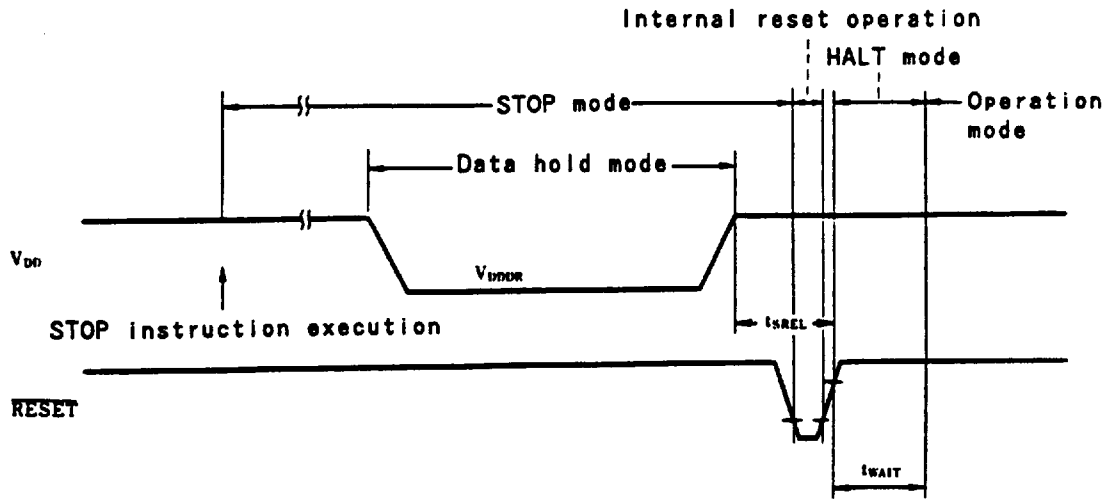 Internal reset operation
HALT mode
STOP mode
Operation
mode
Data hold mode
VDD
VDDDR
STOP instruction execution
tSREL
RESET
tWAIT